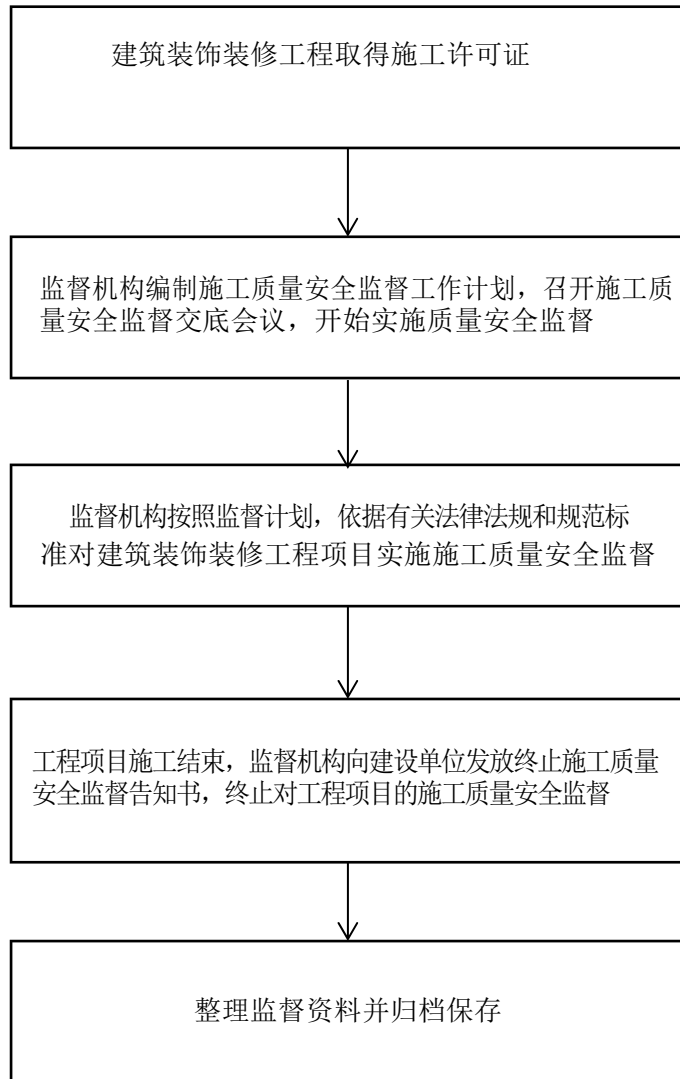 建筑装饰装修工程取得施工许可证
监督机构编制施工质量安全监督工作计划，召开施工质
量安全监督交底会议，开始实施质量安全监督
监督机构按照监督计划，依据有关法律法规和规范标
准对建筑装饰装修工程项目实施施工质量安全监督
工程项目施工结束，监督机构向建设单位发放终止施工质量
安全监督告知书，终止对工程项目的施工质量安全监督
整理监督资料并归档保存